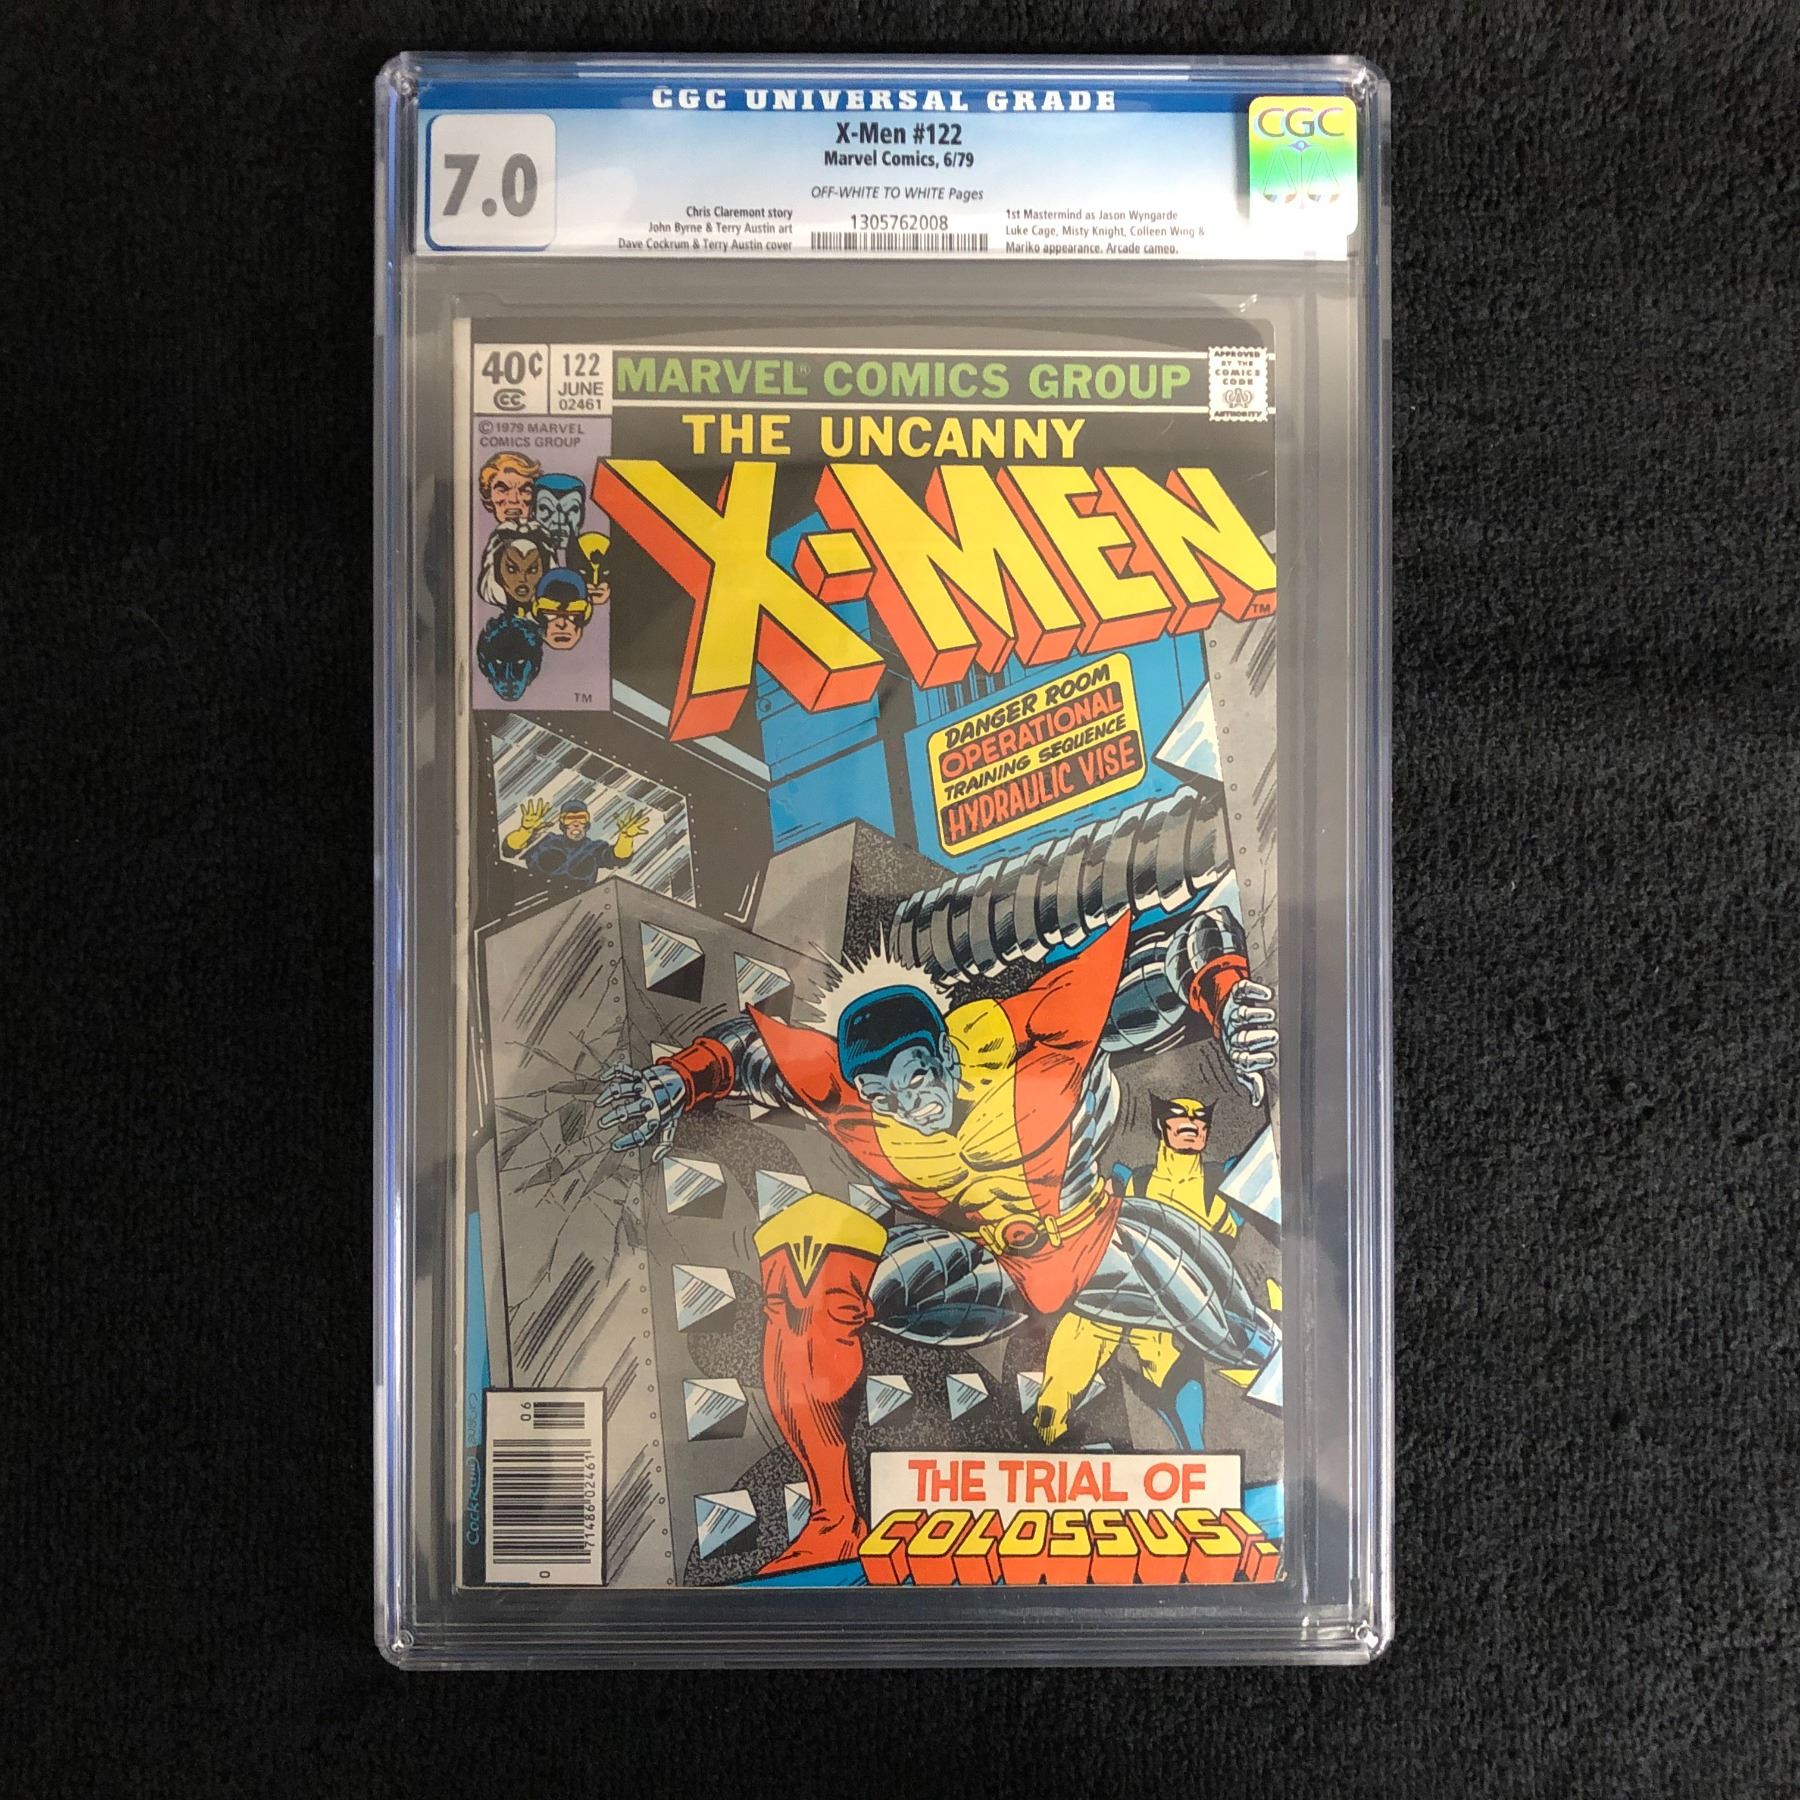 CGC UNIVERSAL GRADE
7.0
X-Men #122
Marvel Comics, 6/79
OFF-WHITE TO WHITE Pages
Chris Claremont story
John Byrne & Terry Austin art
Dave Cockrum & Terry Austin cover
1305762008
1st Mastermind as Jason Wyngarde
Luke Cage, Misty Knight, Colleen Wing &
Mariko appearance. Arcade cameo.
CGC
40¢
CC
122
JUNE
02461
MARVEL® COMICS GROUP
APPROVED
BY THE
COMICS
CODE
CA
AUTHORITY
©1979 MARVEL
COMICS GROUP
THE UNCANNY
X-MEN
TM
TM
DANGER ROOM
OPERATIONAL
TRAINING SEQUENCE
HYDRAULIC VISE
06
71486 02461
0
COCKRUM
THE TRIAL OF
COLOSSUS!